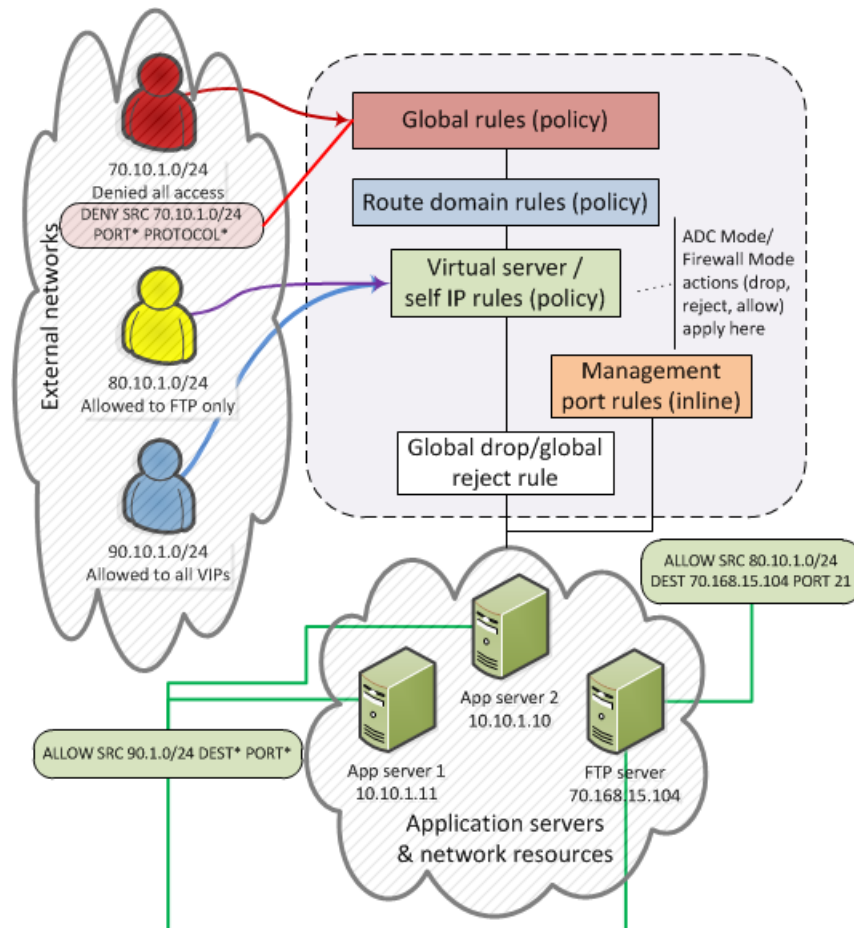 External networks
70.10.1.0/24
Denied all access
DENY SRC 70.10.1.0/24
PORT* PROTOCOL*
80.10.1.0/24
Allowed to FTP only
90.10.1.0/24
Allowed to all VIPs
Global rules (policy)
Route domain rules (policy)
Virtual server /
self IP rules (policy)
ADC Mode/
Firewall Mode
actions (drop,
reject, allow)
apply here
Management
port rules (inline)
Global drop/global
reject rule
ALLOW SRC 80.10.1.0/24
DEST 70.168.15.104 PORT 21
App server 2
10.10.1.10
ALLOW SRC 90.1.0/24 DEST* PORT*
App server 1
10.10.1.11
FTP server
70.168.15.104
Application servers
& network resources